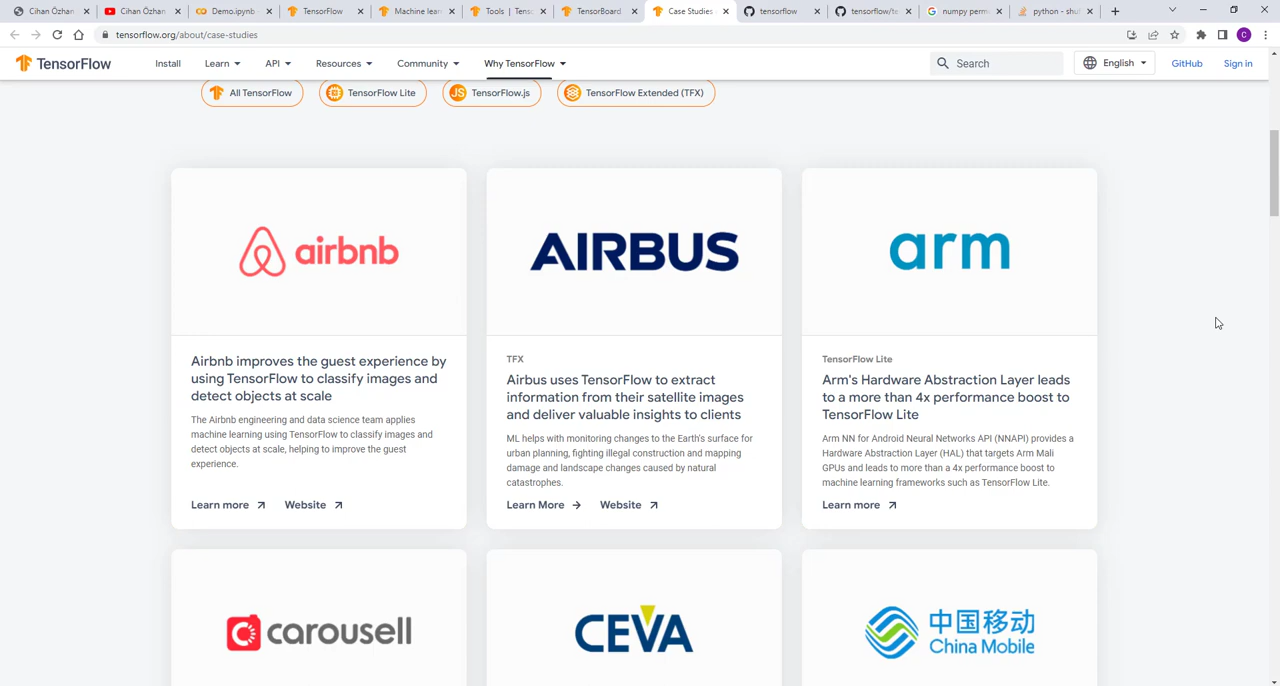 Cihan Özhan
Cihan Özhan
Demo.ipynb -
TensorFlow
Machine lear
Tools | Tenso
TensorBoard
Case Studies
tensorflow
tensorflow/te
numpy perm
python - shuf
tensorflow.org/about/case-studies
C
TensorFlow
Install
Learn
API
Resources
Community
Why TensorFlow
Search
English
GitHub
Sign in
All TensorFlow
TensorFlow Lite
JS
TensorFlow.js
TensorFlow Extended (TFX)
airbnb
AIRBUS
arm
Airbnb improves the guest experience by
using TensorFlow to classify images and
detect objects at scale
The Airbnb engineering and data science team applies
machine learning using TensorFlow to classify images and
detect objects at scale, helping to improve the guest
experience.
Learn more
Website
TFX
Airbus uses TensorFlow to extract
information from their satellite images
and deliver valuable insights to clients
ML helps with monitoring changes to the Earth's surface for
urban planning, fighting illegal construction and mapping
damage and landscape changes caused by natural
catastrophes.
Learn More
Website
TensorFlow Lite
Arm's Hardware Abstraction Layer leads
to a more than 4x performance boost to
TensorFlow Lite
Arm NN for Android Neural Networks API (NNAPI) provides a
Hardware Abstraction Layer (HAL) that targets Arm Mali
GPUs and leads to more than a 4x performance boost to
machine learning frameworks such as TensorFlow Lite.
Learn more
carousell
CEVA
中国移动
China Mobile